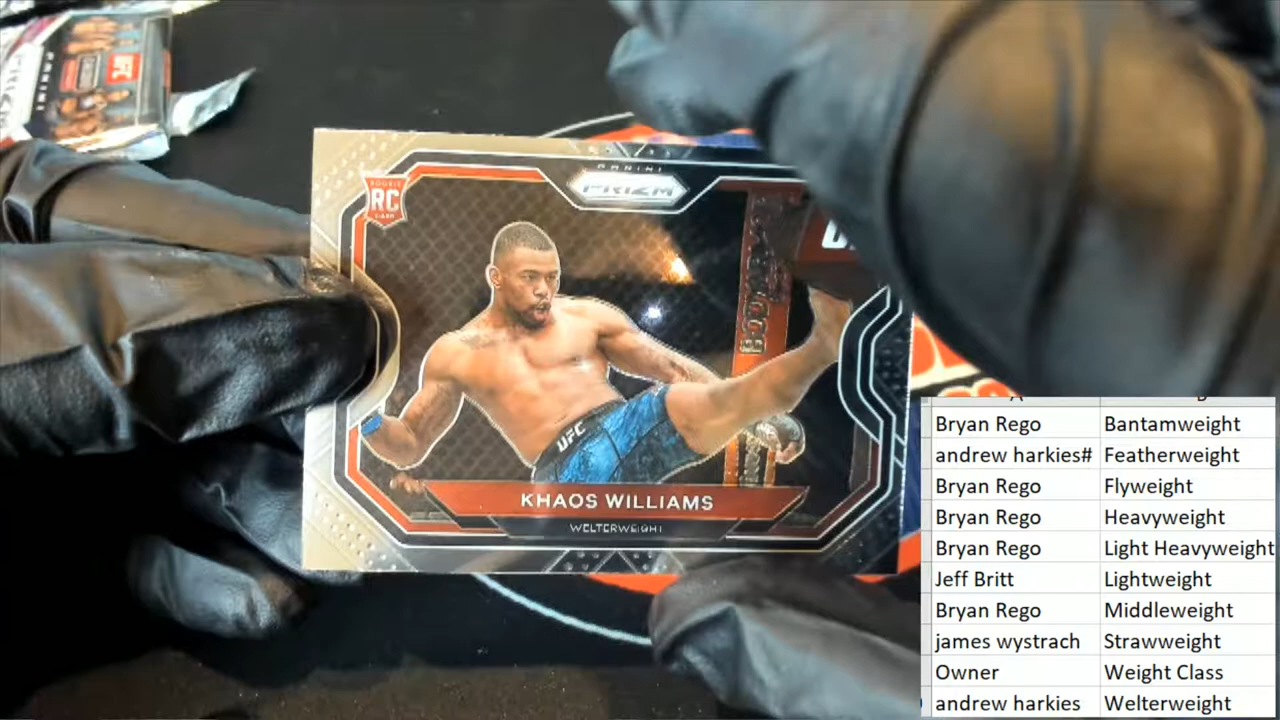 PANINI
UFC
ROOKIE
RC
CARD
PANINI
PRIZM
UFC
KHAOS WILLIAMS
WELTERWEIGHT
Bryan Rego Bantamweight
andrew harkies# Featherweight
Bryan Rego Flyweight
Bryan Rego Heavyweight
Bryan Rego Light Heavyweight
Jeff Britt Lightweight
Bryan Rego Middleweight
james wystrach Strawweight
Owner Weight Class
andrew harkies Welterweight